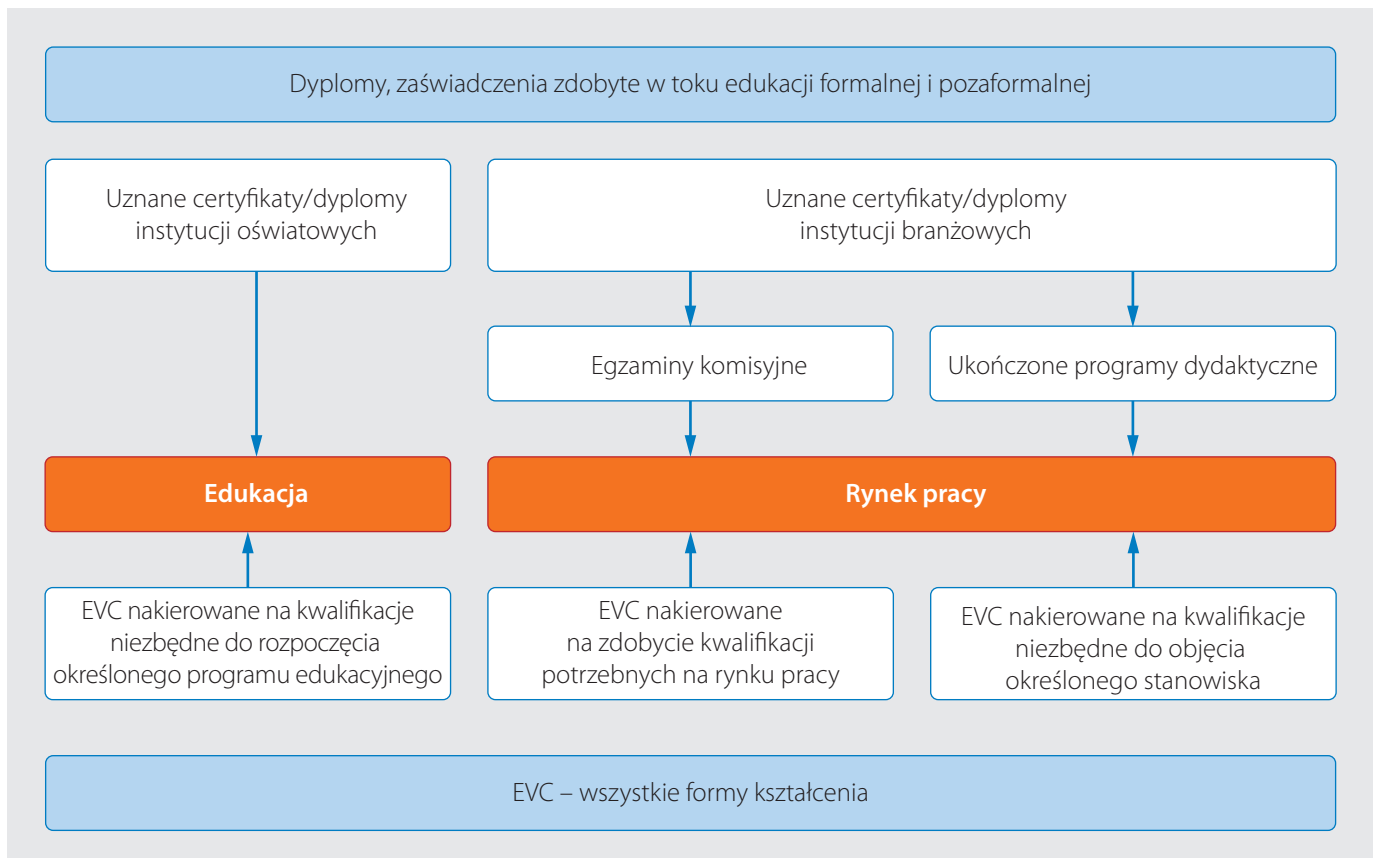 Dyplomy, zaświadczenia zdobyte w toku edukacji formalnej i pozaformalnej
Uznane certyfikaty/dyplomy
instytucji oświatowych
Uznane certyfikaty/dyplomy
instytucji branżowych
Egzaminy komisyjne
Ukończone programy dydaktyczne
Edukacja
Rynek pracy
EVC nakierowane na kwalifikacje
niezbędne do rozpoczęcia
określonego programu edukacyjnego
EVC nakierowane
na zdobycie kwalifikacji
potrzebnych na rynku pracy
EVC nakierowane na kwalifikacje
niezbędne do objęcia
określonego stanowiska
EVC – wszystkie formy kształcenia